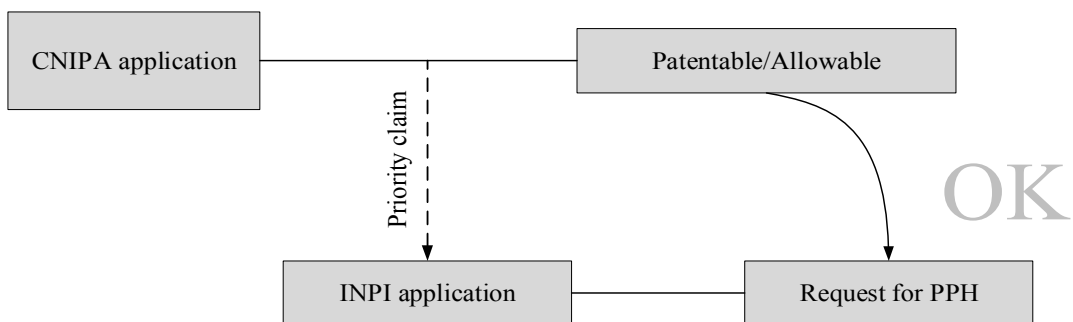 CNIPA application
Patentable/Allowable
Priority claim
OK
INPI application
Request for PPH